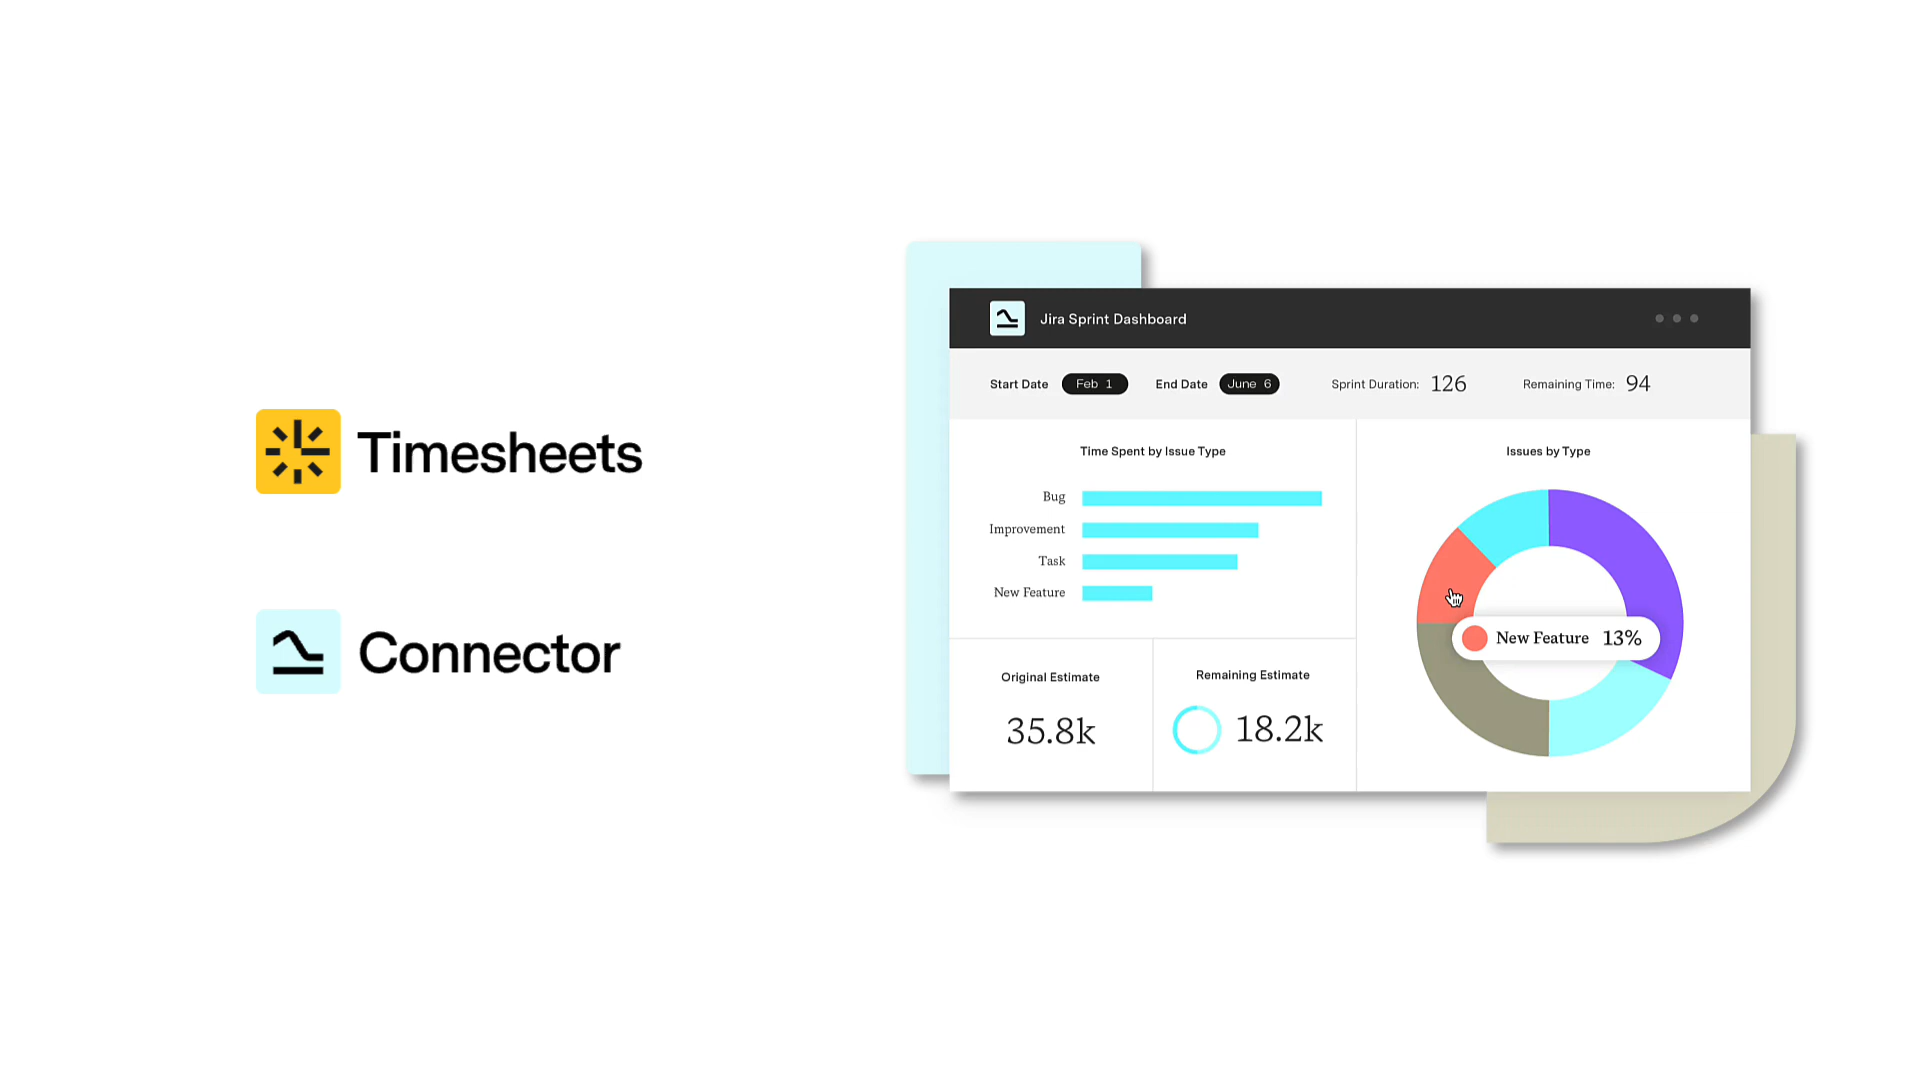 Timesheets
Connector
Jira Sprint Dashboard
Start Date Feb 1 End Date June 6 Sprint Duration: 126 Remaining Time: 94
Time Spent by Issue Type
Bug
Improvement
Task
New Feature
Original Estimate
35.8k
Remaining Estimate
18.2k
Issues by Type
New Feature 13%